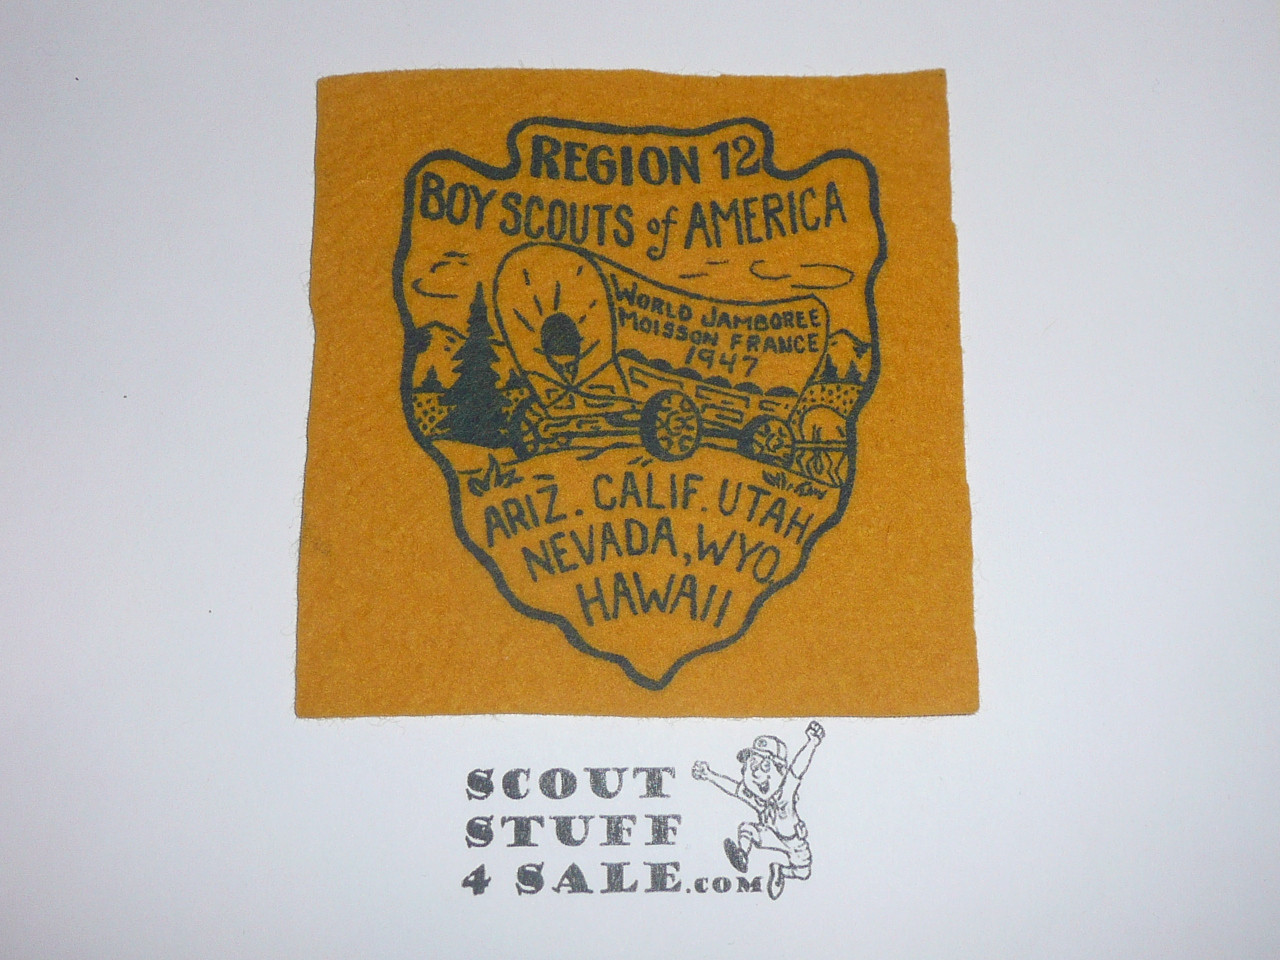 REGION 12
BOY SCOUTS of AMERICA
WORLD JAMBOREE
MOISSON FRANCE
1947
ARIZ. CALIF. UTAH
NEVADA, WYO.
HAWAII
SCOUT
STUFF
4 SALE.COM